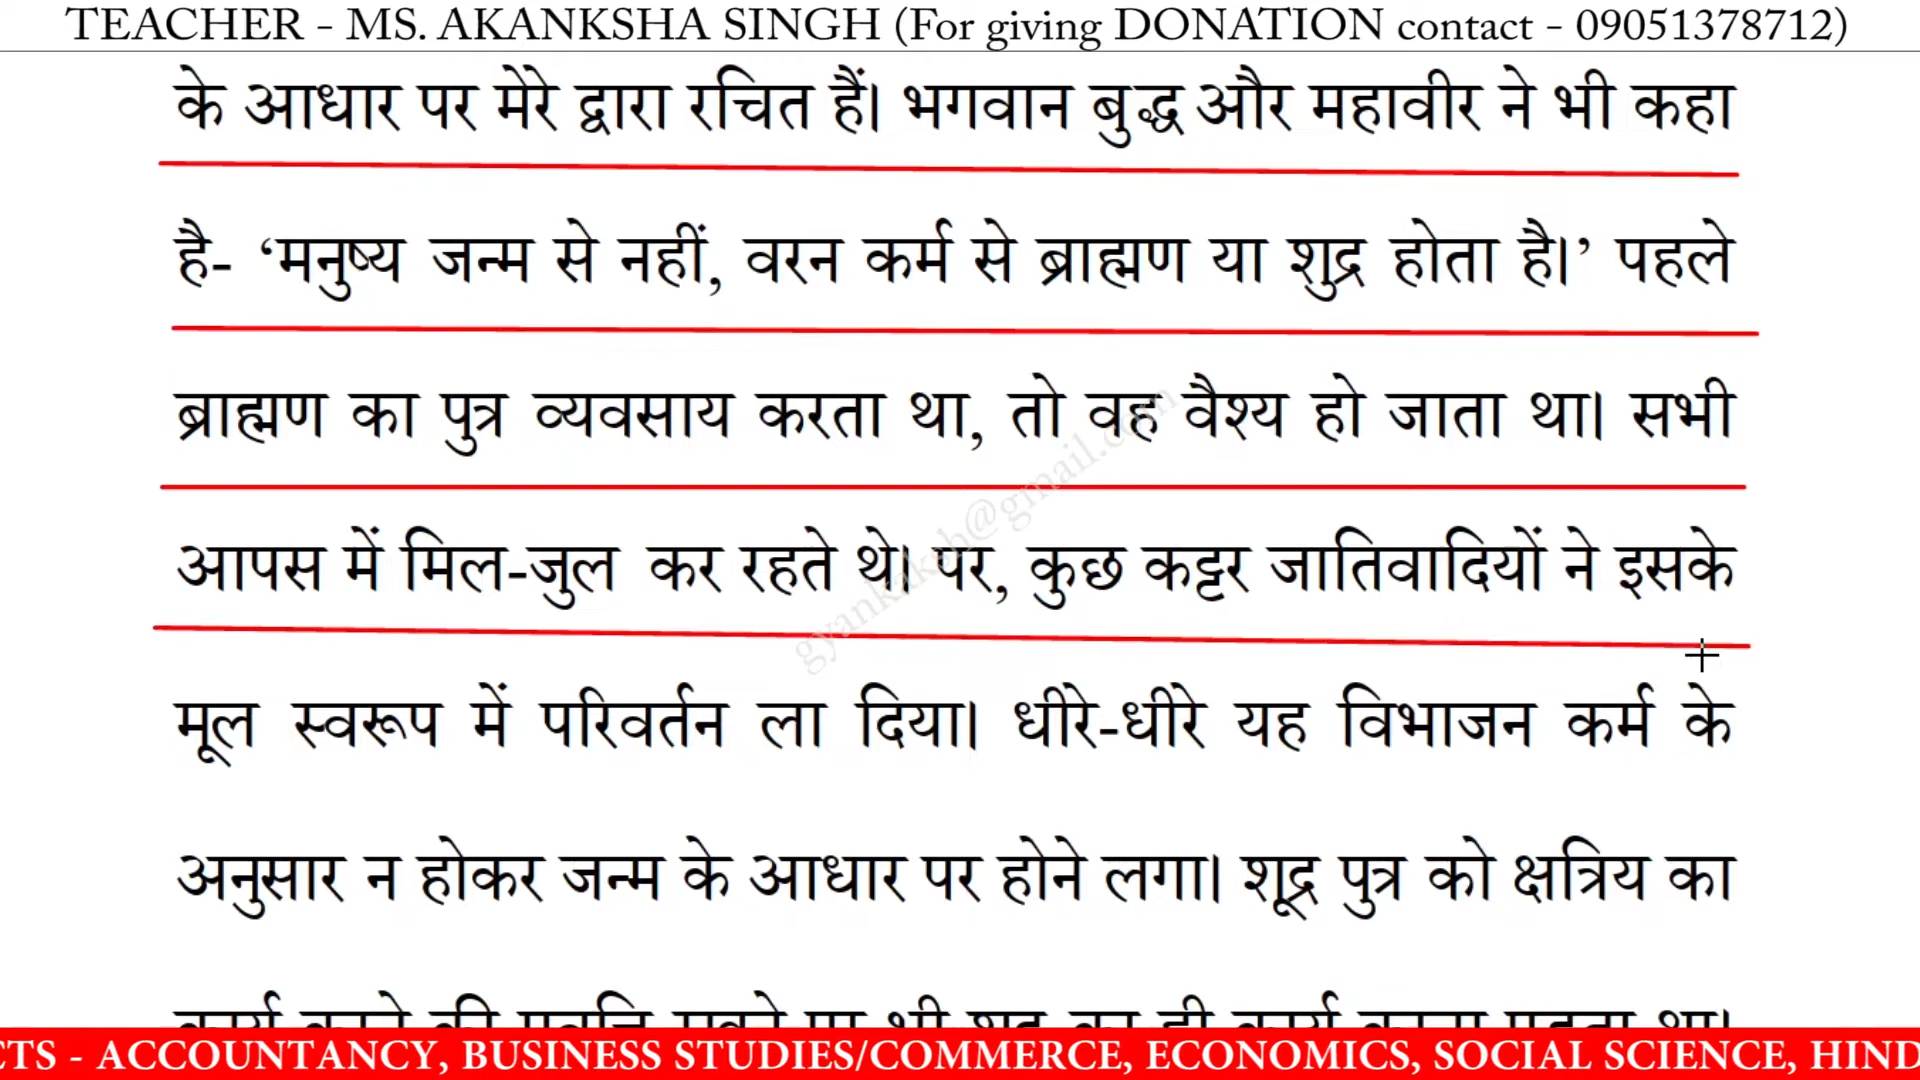 TEACHER - MS. AKANKSHA SINGH (For giving DONATION contact - 09051378712)
के आधार पर मेरे द्वारा रचित हैं। भगवान बुद्ध और महावीर ने भी कहा
है- ‘मनुष्य जन्म से नहीं, वरन कर्म से ब्राह्मण या शुद्र होता है।’ पहले
ब्राह्मण का पुत्र व्यवसाय करता था, तो वह वैश्य हो जाता था। सभी
आपस में मिल-जुल कर रहते थे। पर, कुछ कट्टर जातिवादियों ने इसके
मूल स्वरूप में परिवर्तन ला दिया। धीरे-धीरे यह विभाजन कर्म के
अनुसार न होकर जन्म के आधार पर होने लगा। शूद्र पुत्र को क्षत्रिय का
gyankaksh@gmail.com
CTS - ACCOUNTANCY, BUSINESS STUDIES/COMMERCE, ECONOMICS, SOCIAL SCIENCE, HIND